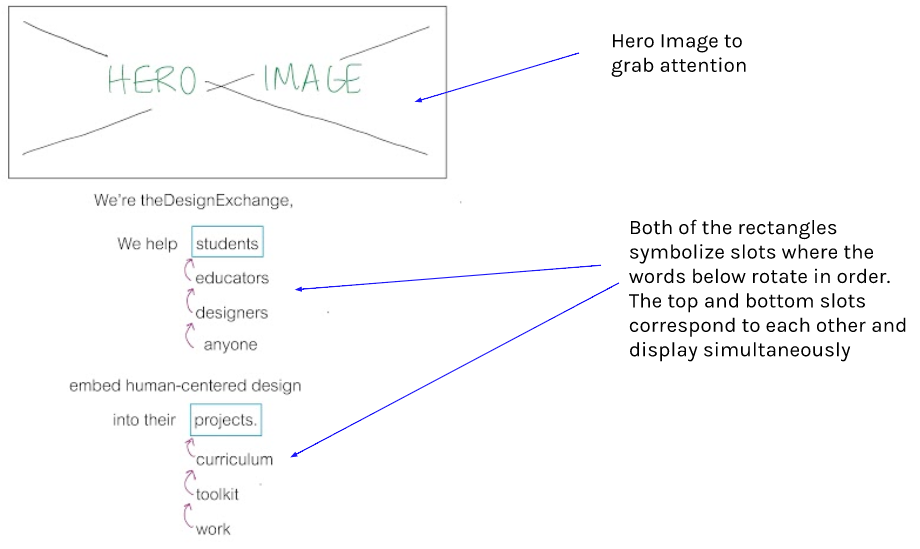 HERO IMAGE
Hero Image to
grab attention
We're theDesignExchange,
We help students
educators
designers
anyone
embed human-centered design
into their projects.
curriculum
toolkit
work
Both of the rectangles
symbolize slots where the
words below rotate in order.
The top and bottom slots
correspond to each other and
display simultaneously